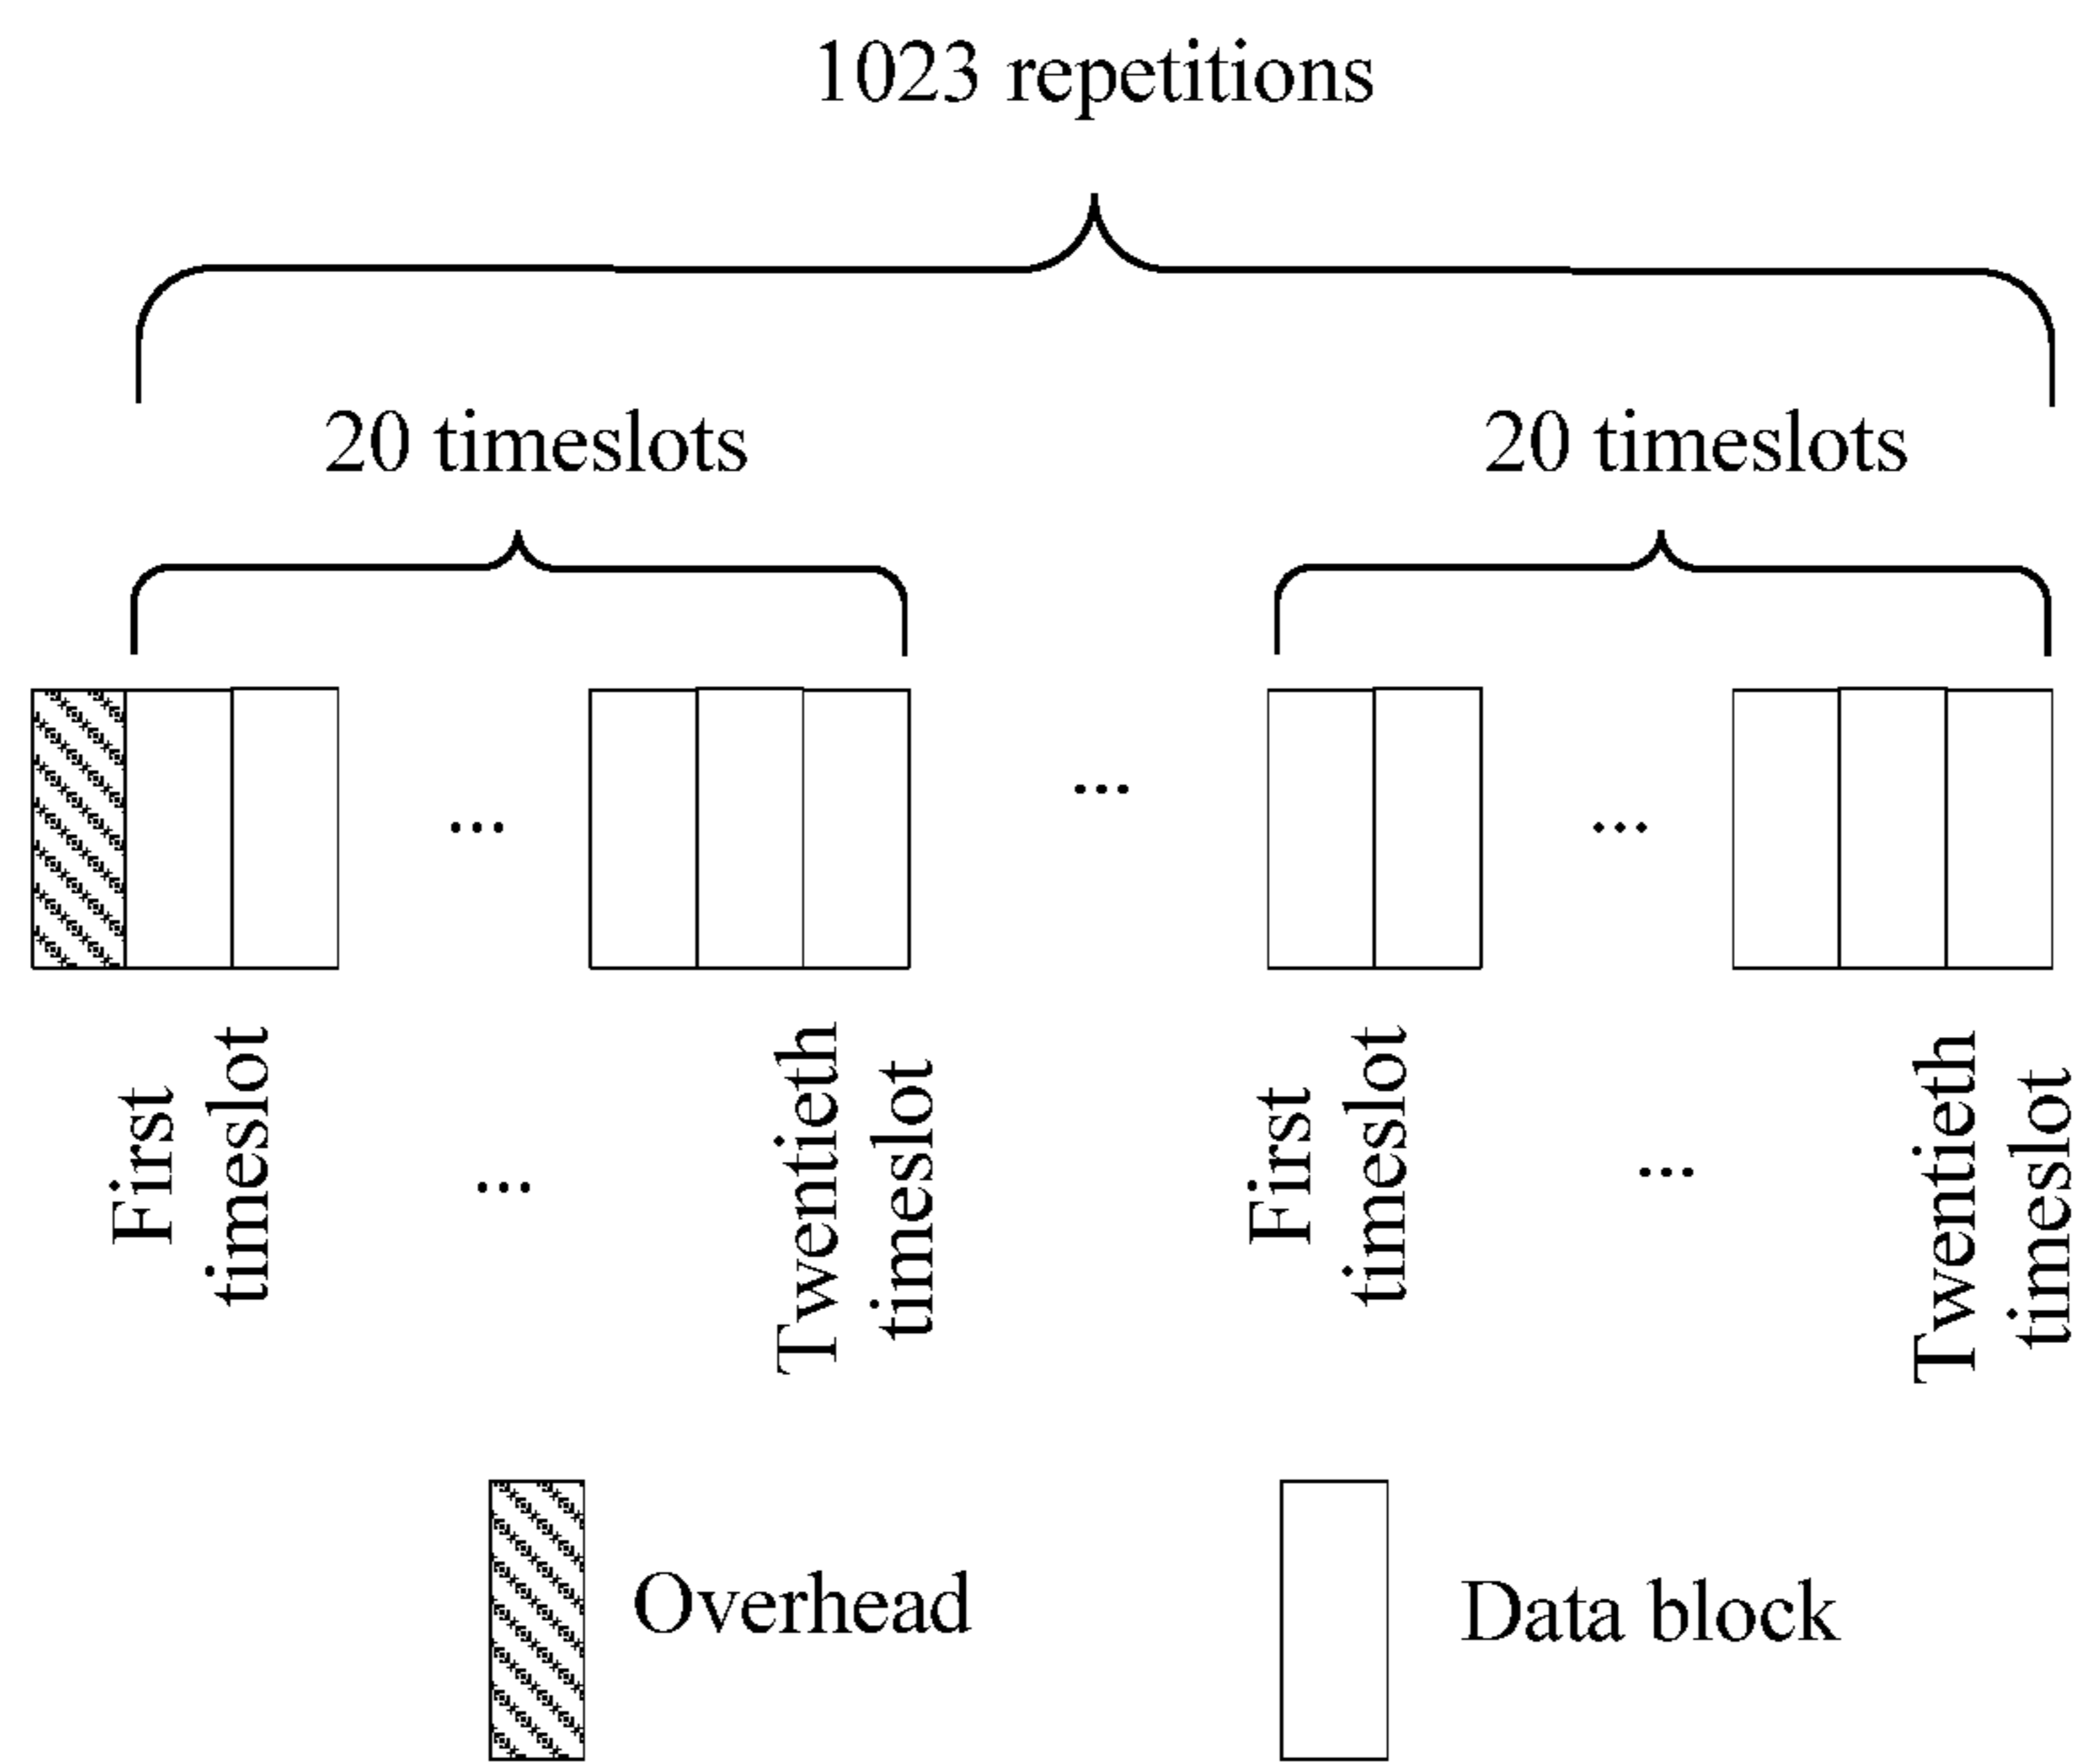 1023 repetitions
20 timeslots
20 timeslots
...
...
...
First
timeslot
...
Twentieth
timeslot
First
timeslot
...
Twentieth
timeslot
Overhead
Data block